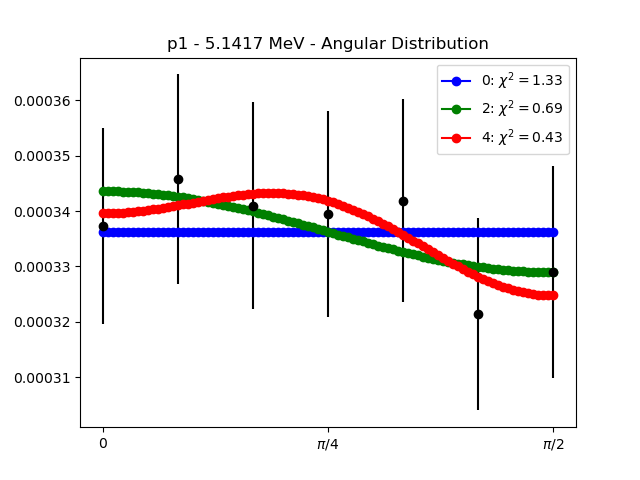 p1 - 5.1417 MeV - Angular Distribution
0: χ² = 1.33
2: χ² = 0.69
4: χ² = 0.43
0.00036
0.00035
0.00034
0.00033
0.00032
0.00031
0 π/4 π/2